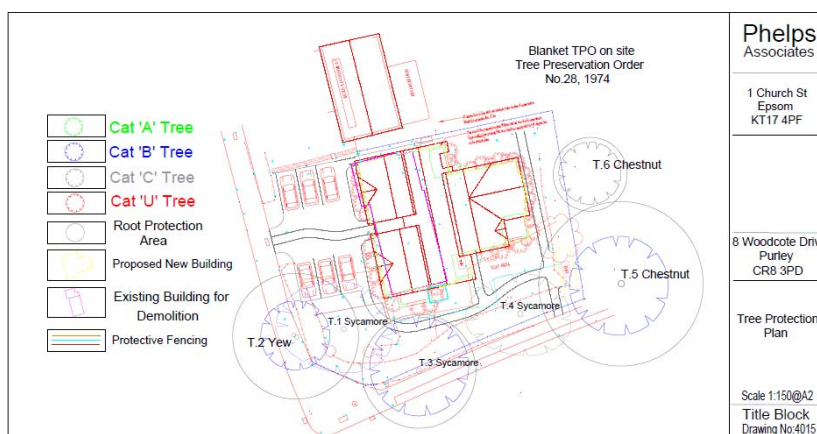 Blanket TPO on site
Tree Preservation Order
No.28, 1974
Cat 'A' Tree
Cat 'B' Tree
Cat 'C' Tree
Cat 'U' Tree
Root Protection
Area
Proposed New Building
Existing Building for
Demolition
Protective Fencing
T.6 Chestnut
T.5 Chestnut
T.4 Sycamore
T.1 Sycamore
T.2 Yew
T.3 Sycamore
Phelps
Associates
1 Church St
Epsom
KT17 4PF
8 Woodcote Driv
Purley
CR8 3PD
Tree Protection
Plan
Scale 1:150@A2
Title Block
Drawing No:4015